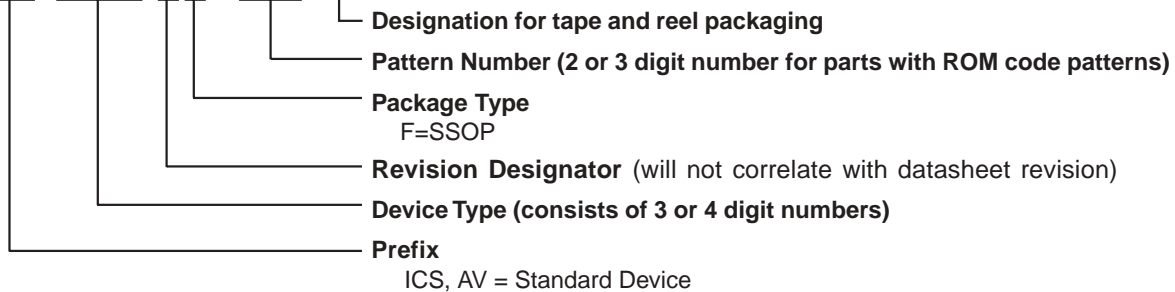 Designation for tape and reel packaging
Pattern Number (2 or 3 digit number for parts with ROM code patterns)
Package Type
F=SSOP
Revision Designator (will not correlate with datasheet revision)
Device Type (consists of 3 or 4 digit numbers)
Prefix
ICS, AV = Standard Device